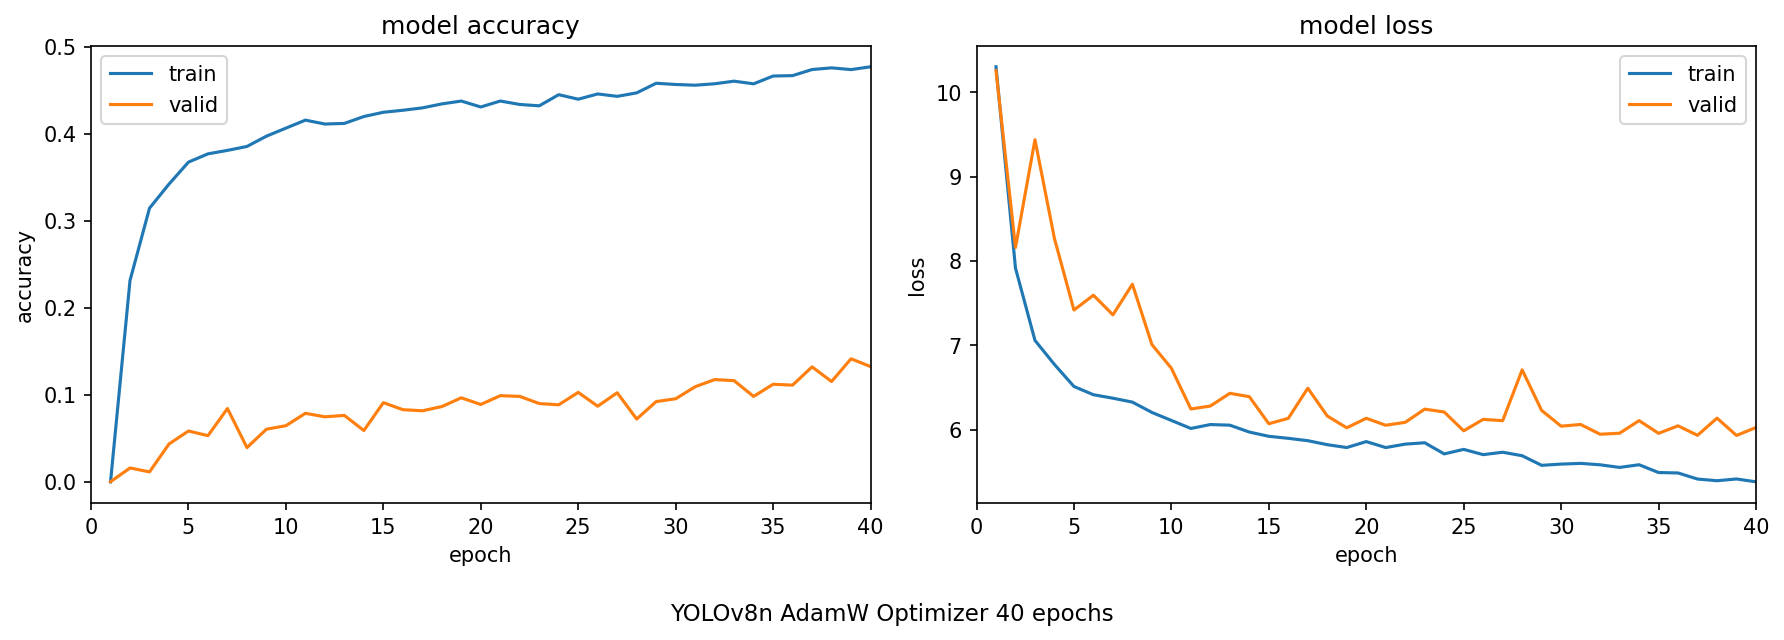 model accuracy
train
valid
accuracy
0.5
0.4
0.3
0.2
0.1
0.0
0 5 10 15 20 25 30 35 40
epoch
model loss
train
valid
loss
10
9
8
7
6
0 5 10 15 20 25 30 35 40
epoch
YOLOv8n AdamW Optimizer 40 epochs